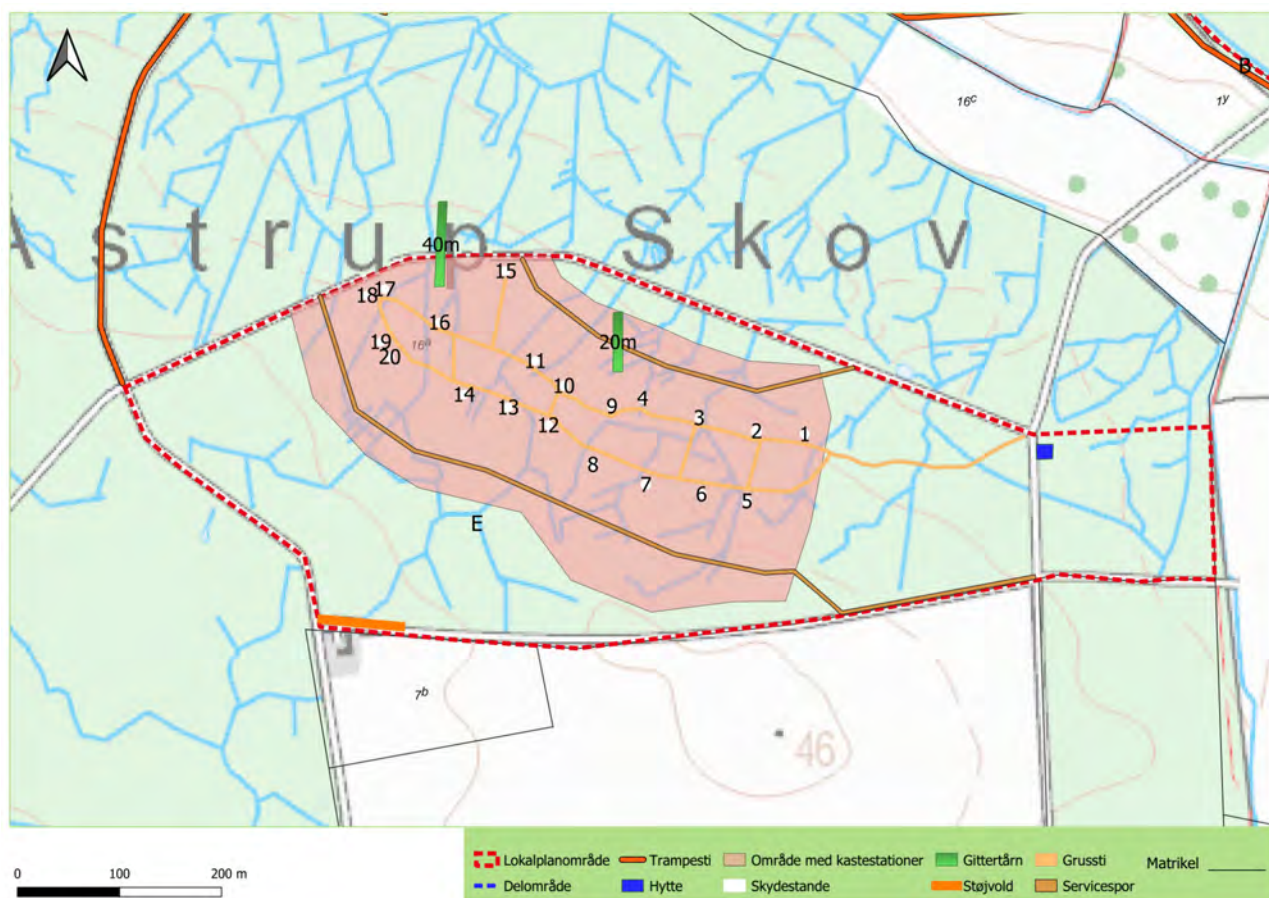 B
16c
1y
Astrup Skov
40m
15
17
18
16
20m
19
16a
20
11
10
4
9
3
14
13
2
1
12
8
7
6
5
E
7b
46
0 100 200 m
Lokalplanområde Trampesti Område med kastestationer Gittertårn Grussti Matrikel
Delområde Hytte Skydestande Støjvold Servicespor